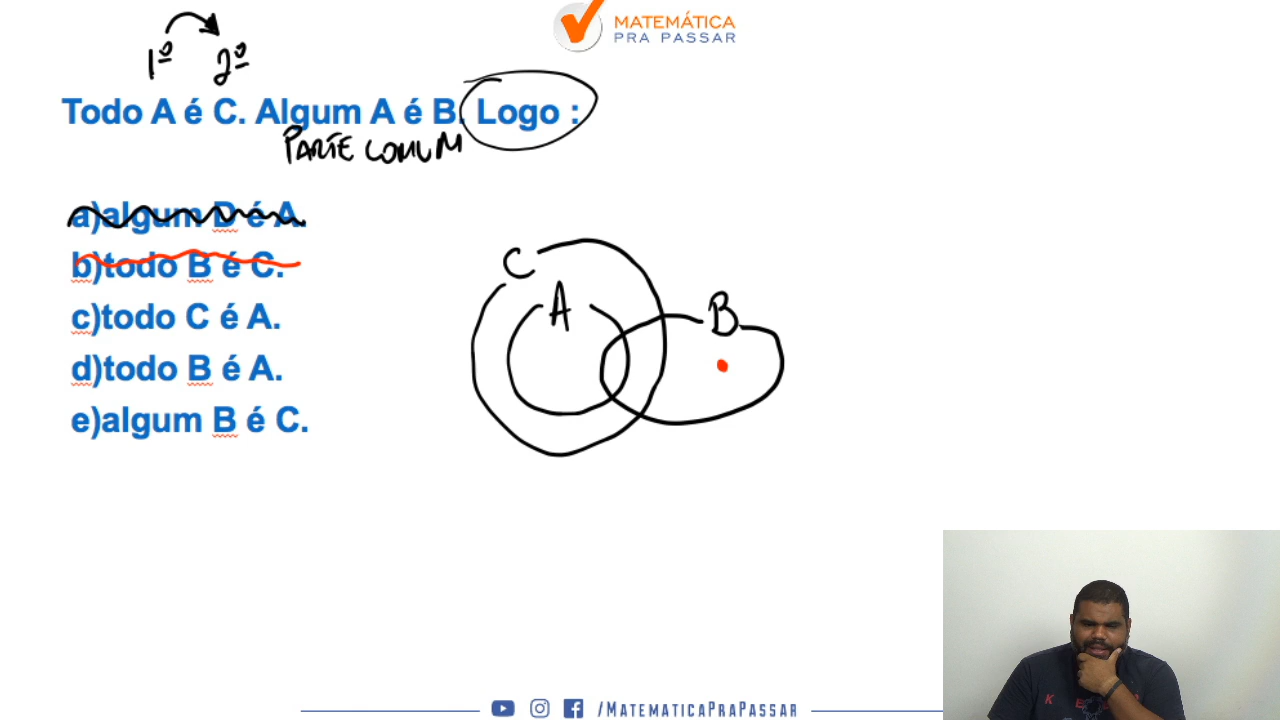 MATEMÁTICA
PRA PASSAR
1º 2º
Todo A é C. Algum A é B. Logo :
PARTE COMUM
a)algum D é A.
b)todo B é C.
c)todo C é A.
d)todo B é A.
e)algum B é C.
C
A
B
/MATEMATICAPRAPASSAR